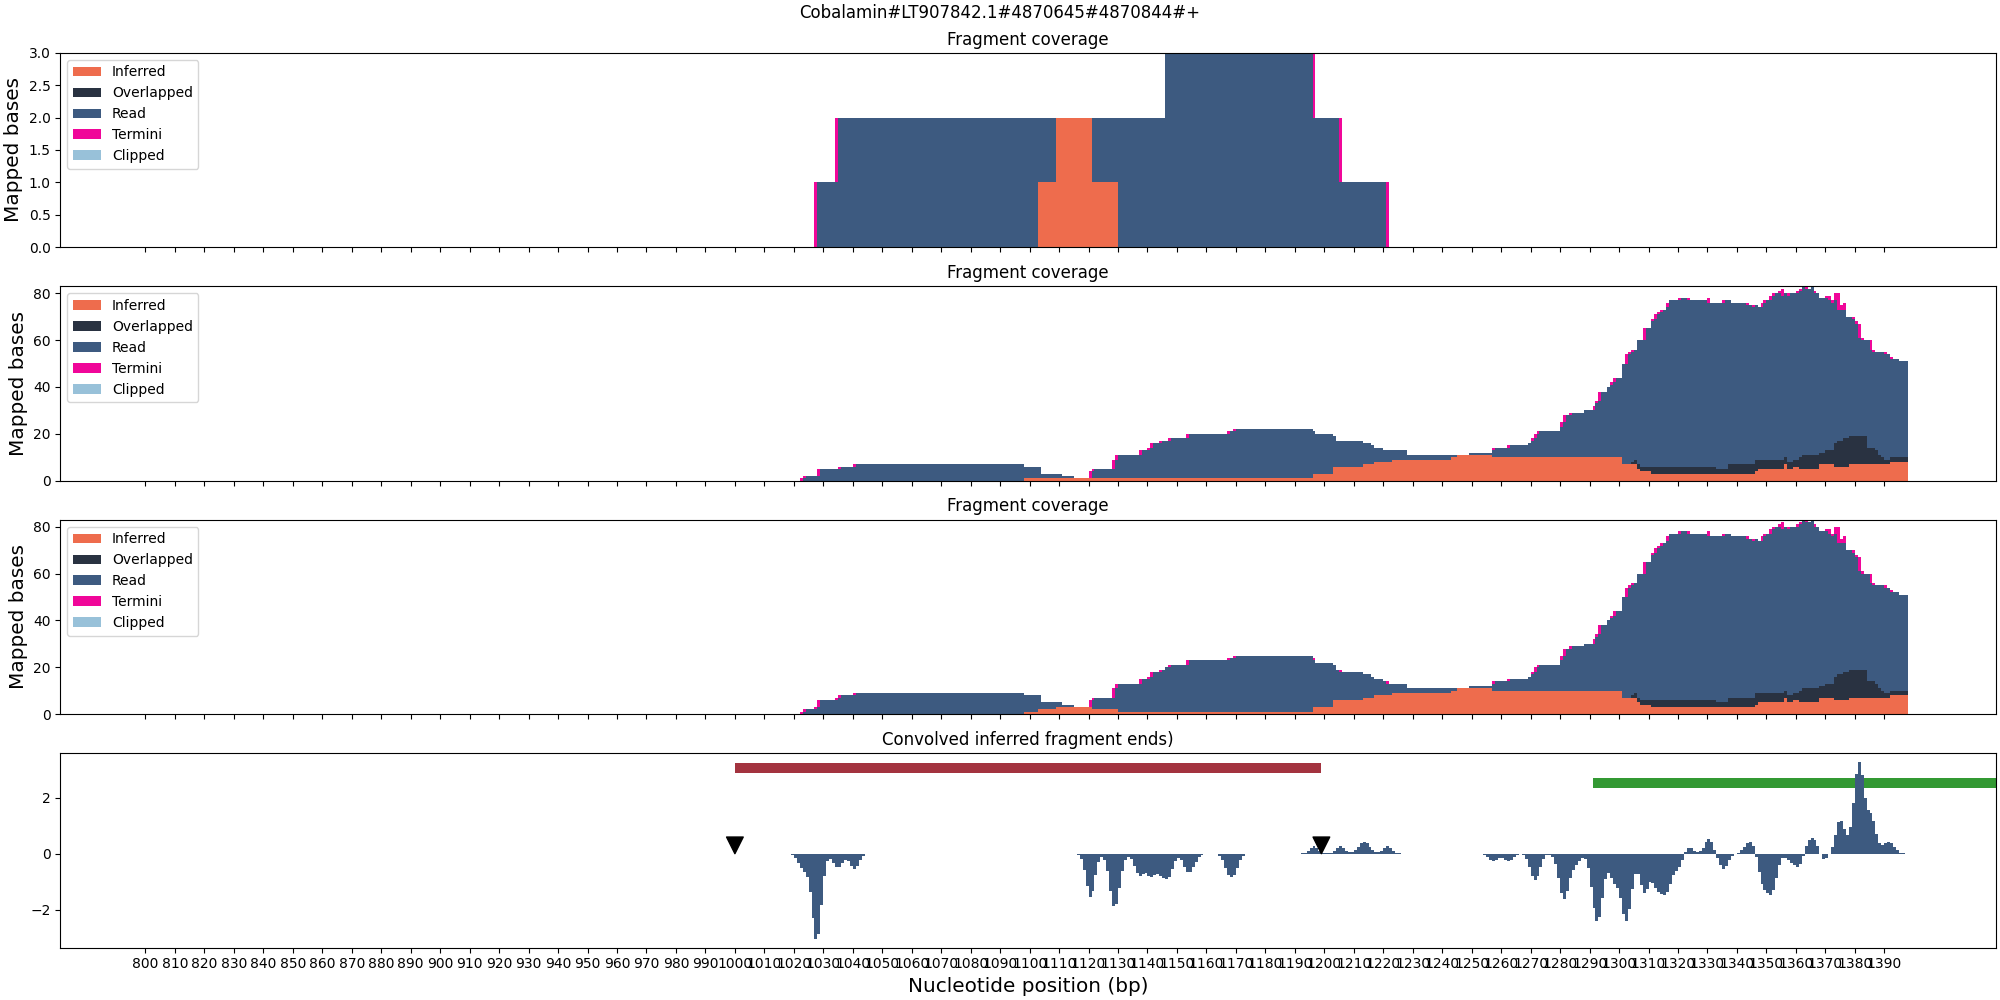 Cobalamin#LT907842.1#4870645#4870844#+
Fragment coverage
Mapped bases
3.0
2.5
2.0
1.5
1.0
0.5
0.0
Inferred
Overlapped
Read
Termini
Clipped
Fragment coverage
Mapped bases
80
60
40
20
0
Inferred
Overlapped
Read
Termini
Clipped
Fragment coverage
Mapped bases
80
60
40
20
0
Inferred
Overlapped
Read
Termini
Clipped
Convolved inferred fragment ends)
2
0
−2
800 810 820 830 840 850 860 870 880 890 900 910 920 930 940 950 960 970 980 990 1000 1010 1020 1030 1040 1050 1060 1070 1080 1090 1100 1110 1120 1130 1140 1150 1160 1170 1180 1190 1200 1210 1220 1230 1240 1250 1260 1270 1280 1290 1300 1310 1320 1330 1340 1350 1360 1370 1380 1390
Nucleotide position (bp)